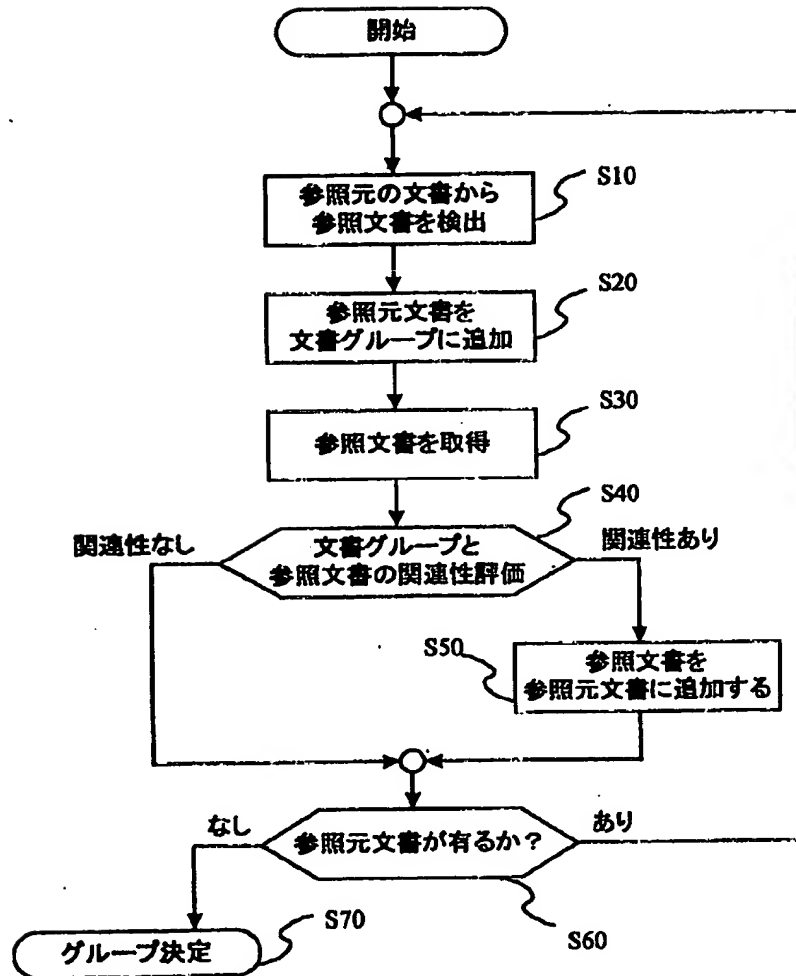 開始
参照元の文書から
参照文書を検出
S10
参照元文書を
文書グループに追加
S20
参照文書を取得
S30
S40
関連性なし
文書グループと
参照文書の関連性評価
関連性あり
S50
参照文書を
参照元文書に追加する
なし
参照元文書が有るか？
あり
S60
グループ決定
S70